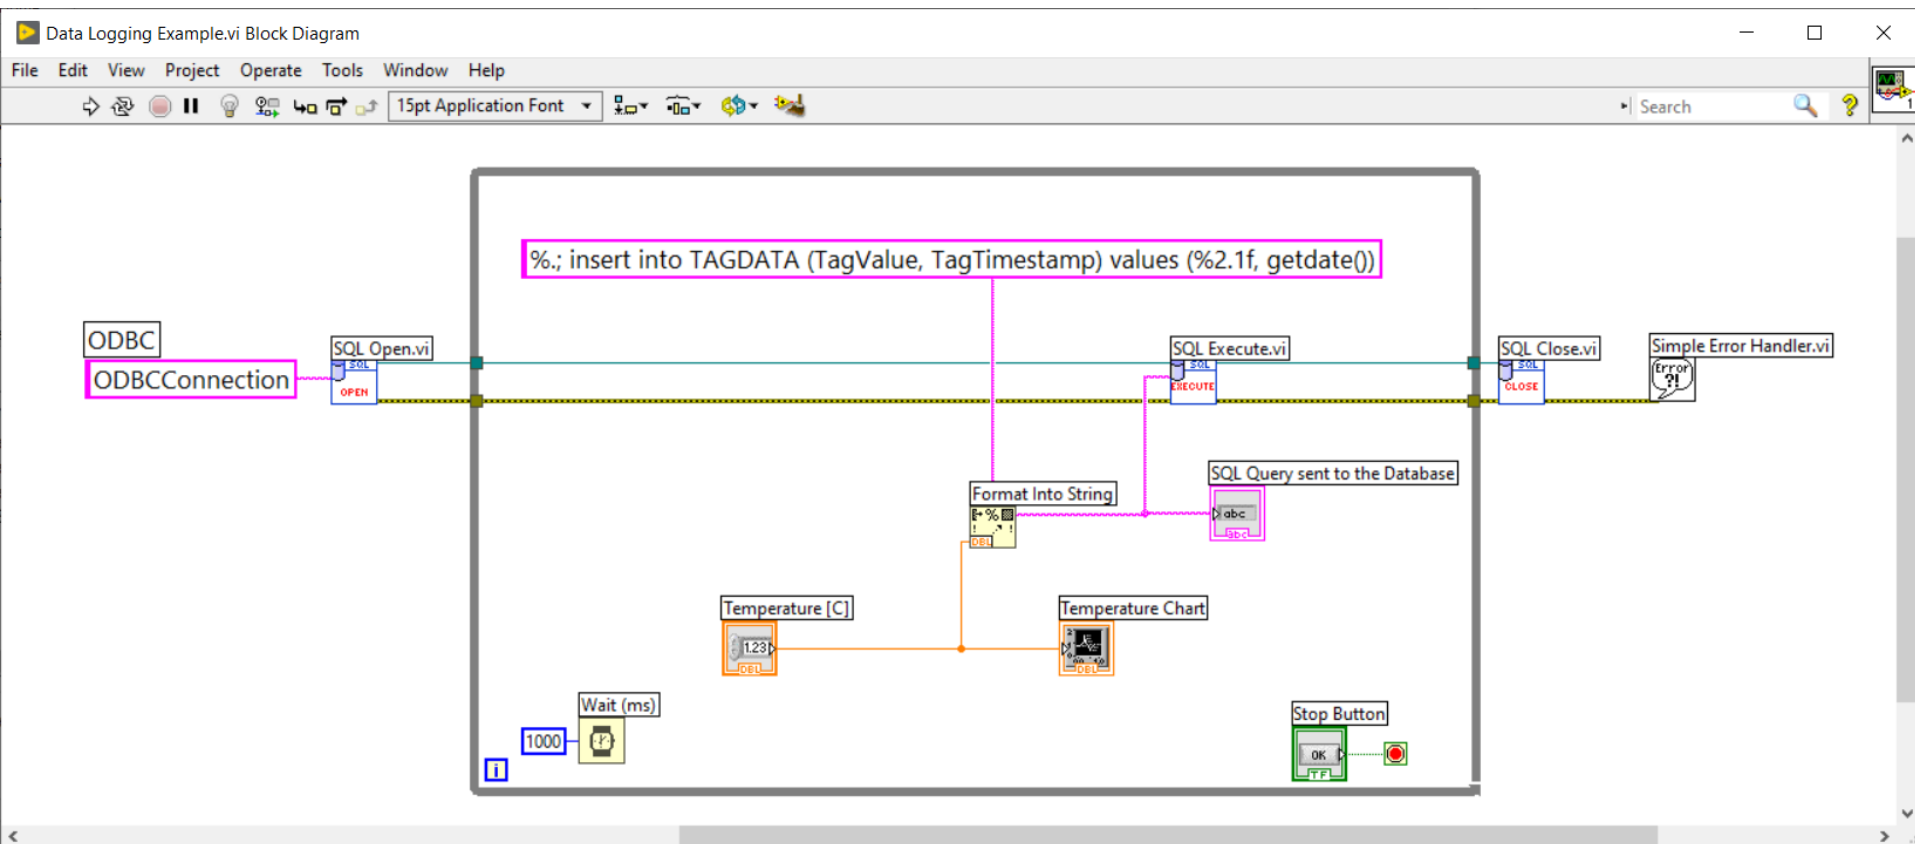 Data Logging Example.vi Block Diagram
File Edit View Project Operate Tools Window Help
15pt Application Font
Search
1
%.; insert into TAGDATA (TagValue, TagTimestamp) values (%2.1f, getdate())
ODBC
ODBCConnection
SQL Open.vi
SQL
OPEN
SQL Execute.vi
SQL
EXECUTE
SQL Close.vi
SQL
CLOSE
Simple Error Handler.vi
Error
?!
SQL Query sent to the Database
abc
abc
Format Into String
%
DBL
Temperature [C]
1.23
DBL
Temperature Chart
DBL
Wait (ms)
1000
i
Stop Button
OK
TF